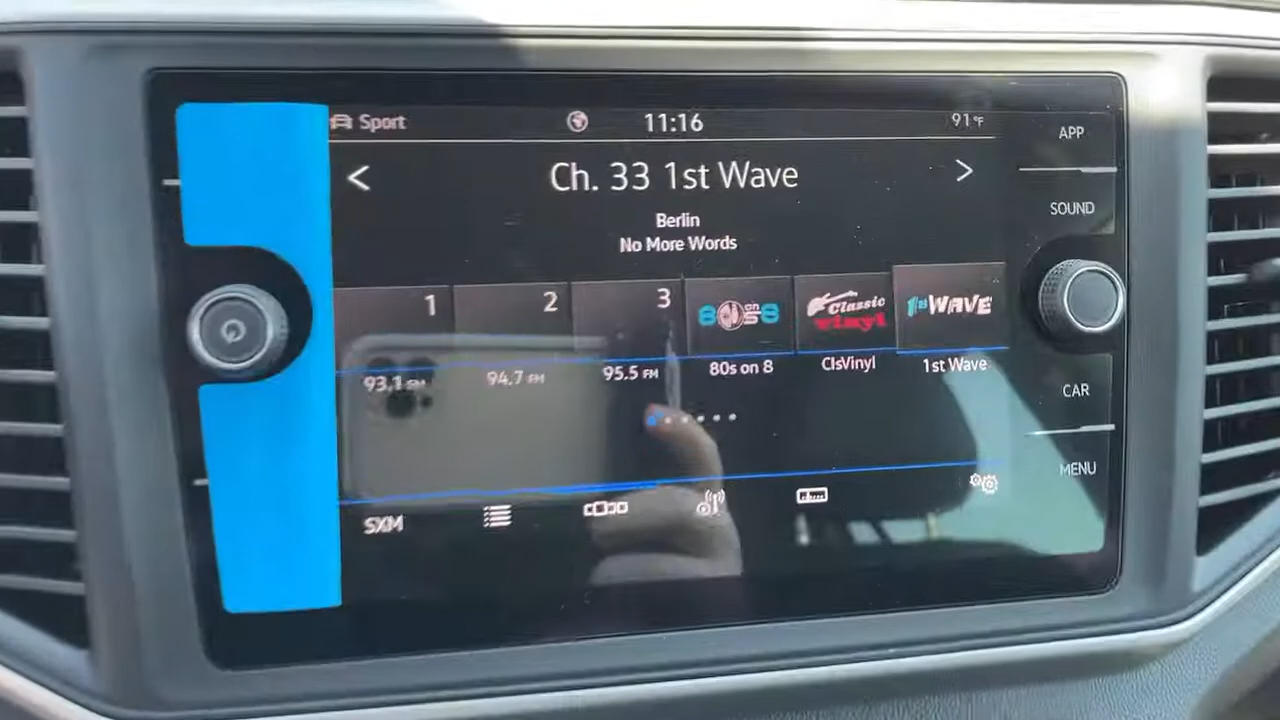 Sport
11:16
91°F
APP
Ch. 33 1st Wave
SOUND
Berlin
No More Words
1
2
3
80s on 8
Classic
vinyl
1st WAVE
93.1 FM
94.7 FM
95.5 FM
80s on 8
ClsVinyl
1st Wave
CAR
MENU
SXM